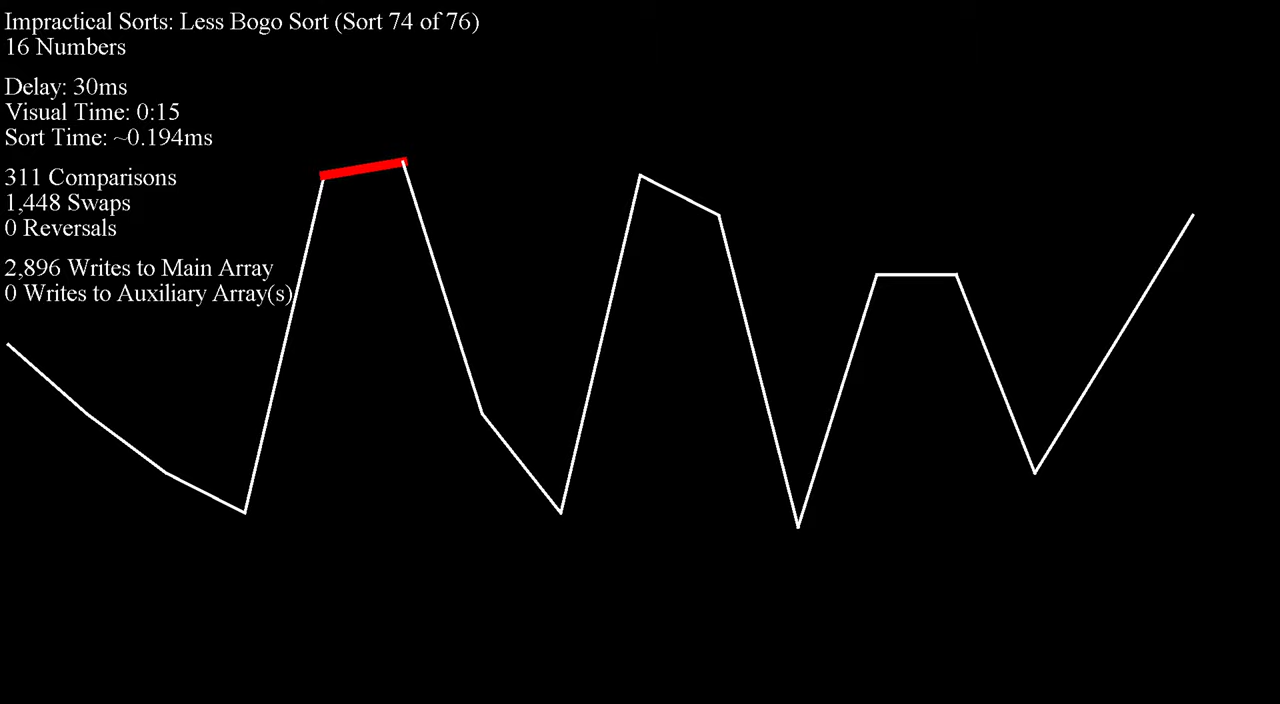 Impractical Sorts: Less Bogo Sort (Sort 74 of 76)
16 Numbers
Delay: 30ms
Visual Time: 0:15
Sort Time: ~0.194ms
311 Comparisons
1,448 Swaps
0 Reversals
2,896 Writes to Main Array
0 Writes to Auxiliary Array(s)